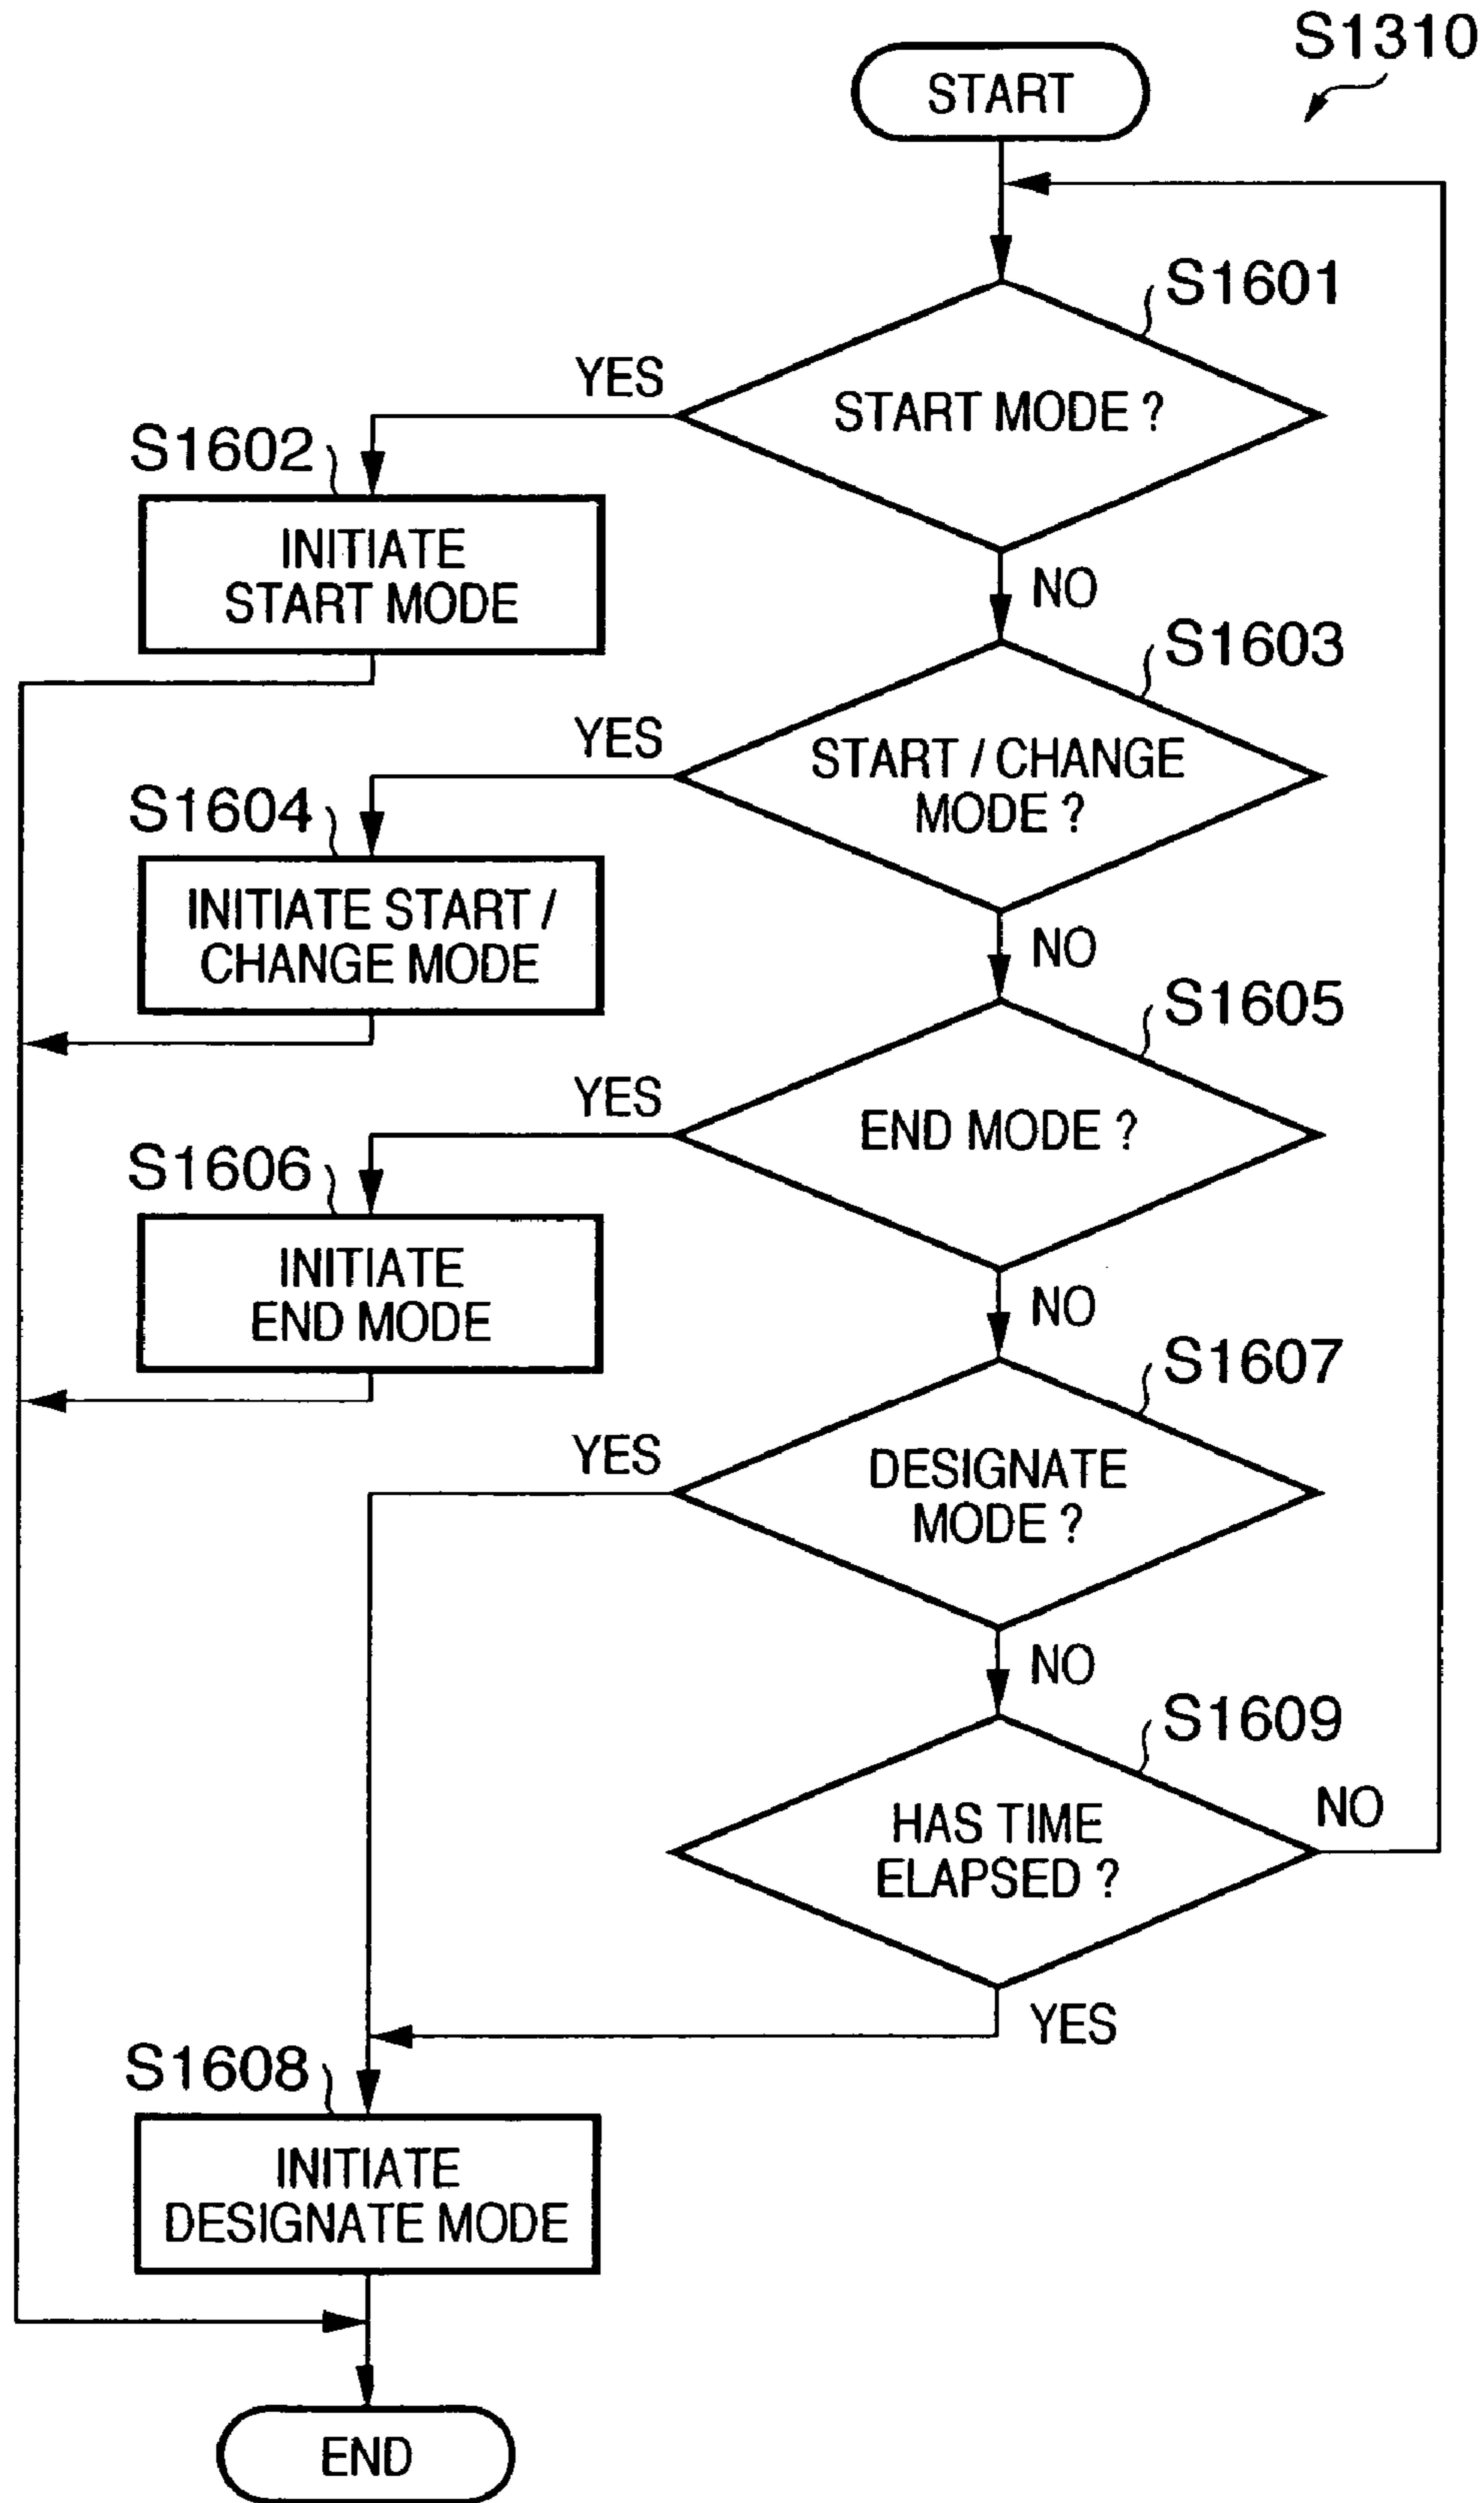 S1310
START
S1601
YES
START MODE ?
S1602
INITIATE
START MODE
NO
S1603
YES
START / CHANGE
MODE ?
S1604
INITIATE START /
CHANGE MODE
NO
S1605
YES
END MODE ?
S1606
INITIATE
END MODE
NO
S1607
YES
DESIGNATE
MODE ?
NO
S1609
HAS TIME
ELAPSED ?
NO
YES
S1608
INITIATE
DESIGNATE MODE
END